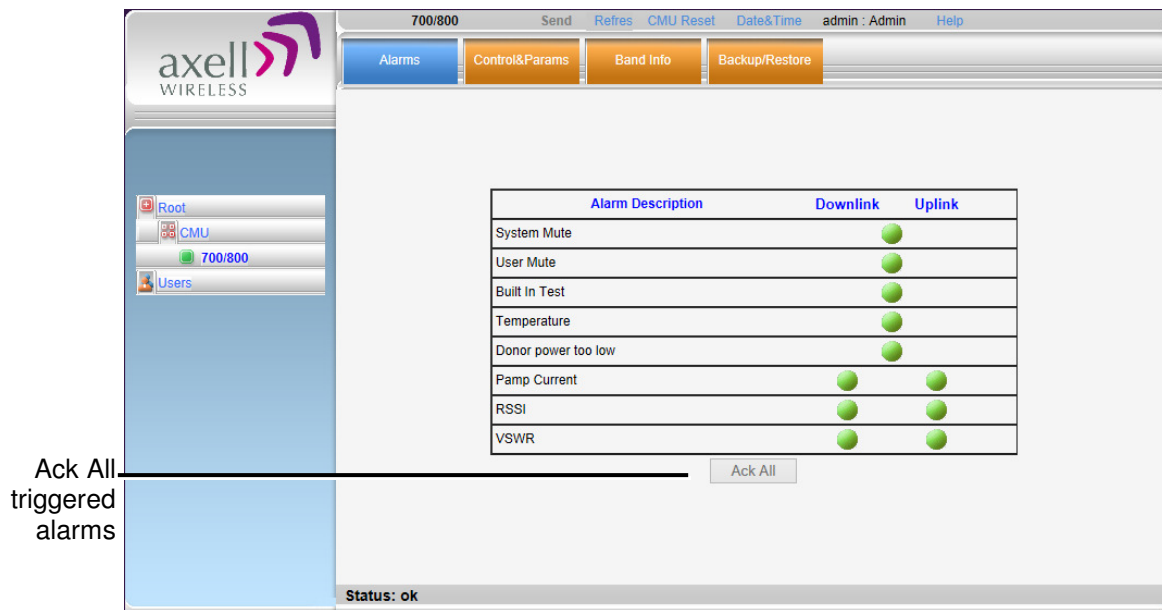 700/800 Send Refres CMU Reset Date&Time admin : Admin Help
axell
WIRELESS
Alarms Control&Params Band Info Backup/Restore
Root
CMU
700/800
Users
Alarm Description Downlink Uplink
System Mute
User Mute
Built In Test
Temperature
Donor power too low
Pamp Current
RSSI
VSWR
Ack All
Ack All
triggered
alarms
Status: ok